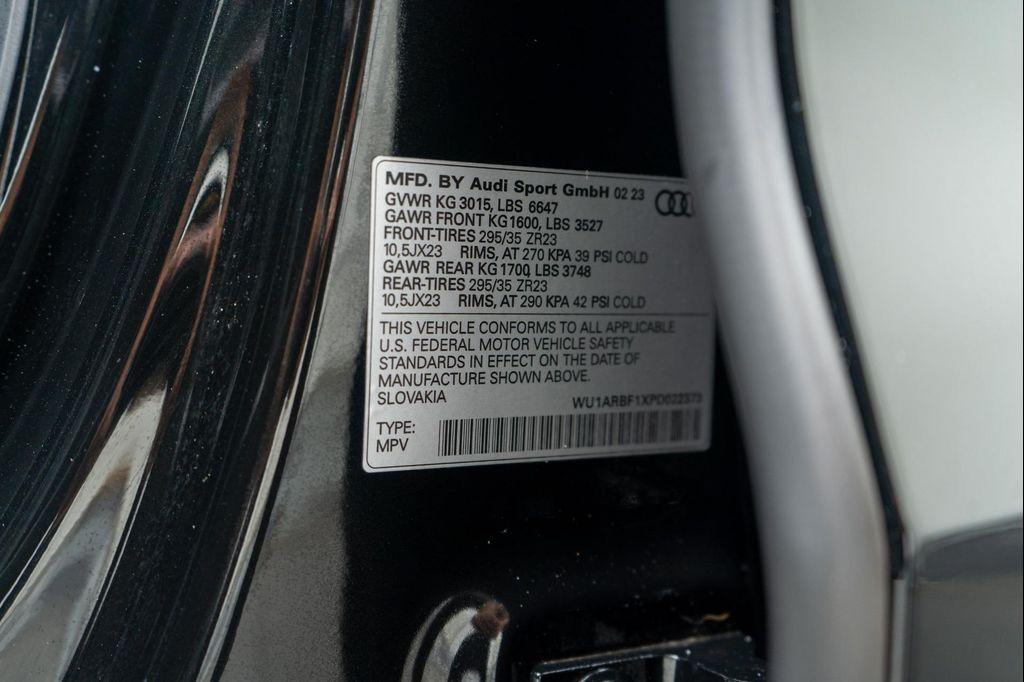 MFD. BY Audi Sport GmbH 02 23
GVWR KG 3015, LBS 6647
GAWR FRONT KG 1600, LBS 3527
FRONT-TIRES 295/35 ZR23
10,5JX23 RIMS, AT 270 KPA 39 PSI COLD
GAWR REAR KG 1700, LBS 3748
REAR-TIRES 295/35 ZR23
10,5JX23 RIMS, AT 290 KPA 42 PSI COLD
THIS VEHICLE CONFORMS TO ALL APPLICABLE
U.S. FEDERAL MOTOR VEHICLE SAFETY
STANDARDS IN EFFECT ON THE DATE OF
MANUFACTURE SHOWN ABOVE.
SLOVAKIA WU1ARBF1XPD022373
TYPE:
MPV